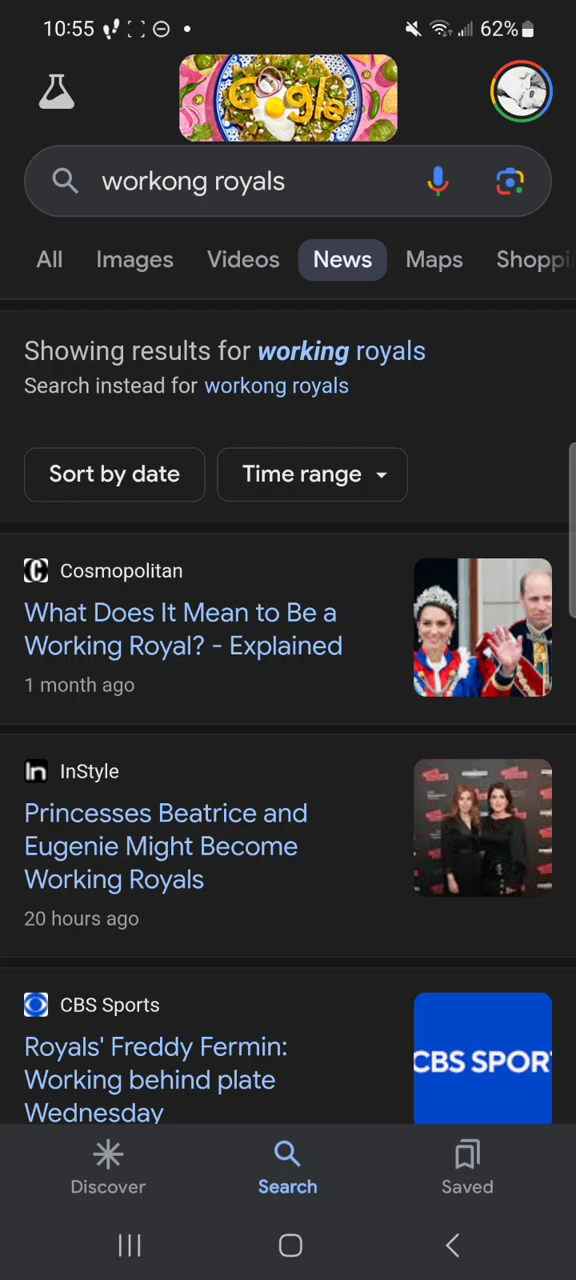 10:55
62%
Google
workong royals
All Images Videos News Maps Shoppi
Showing results for working royals
Search instead for workong royals
Sort by date Time range
Cosmopolitan
What Does It Mean to Be a
Working Royal? - Explained
1 month ago
In InStyle
Princesses Beatrice and
Eugenie Might Become
Working Royals
20 hours ago
CBS Sports
CBS SPOR
Royals' Freddy Fermin:
Working behind plate
Wednesday
Discover Search Saved